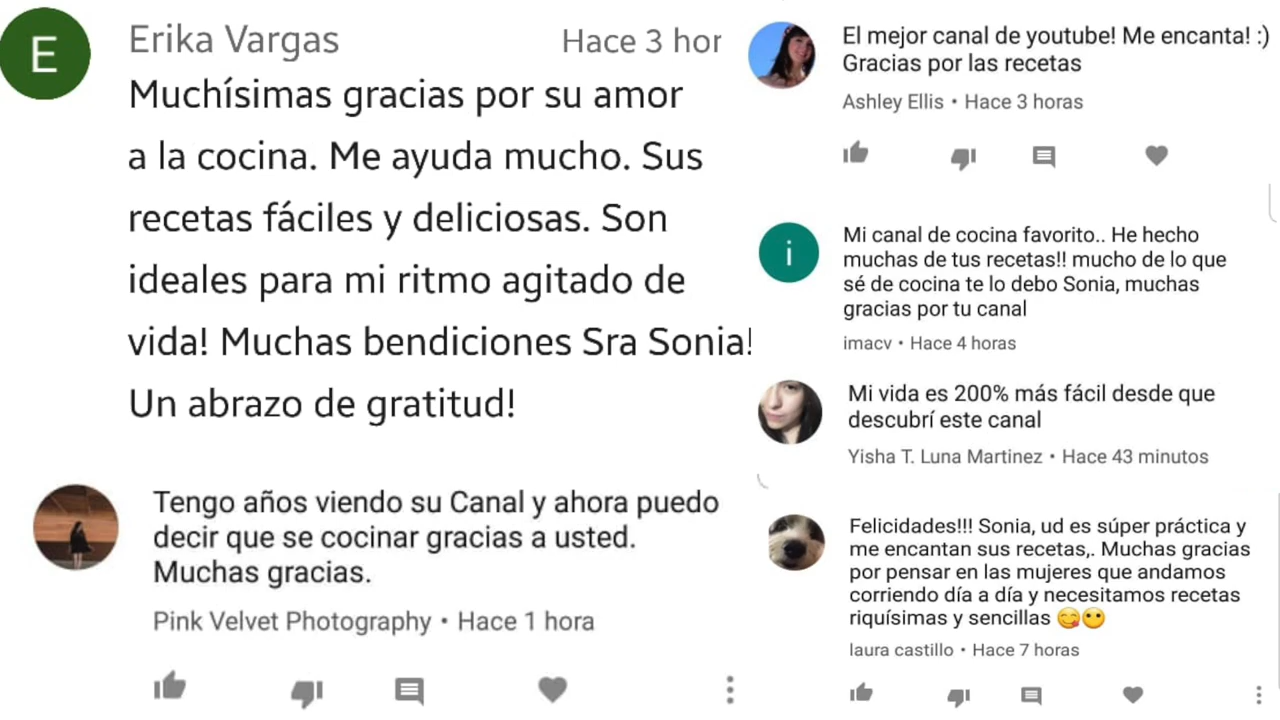 E
Erika Vargas Hace 3 hor
Muchísimas gracias por su amor
a la cocina. Me ayuda mucho. Sus
recetas fáciles y deliciosas. Son
ideales para mi ritmo agitado de
vida! Muchas bendiciones Sra Sonia!
Un abrazo de gratitud!
Tengo años viendo su Canal y ahora puedo
decir que se cocinar gracias a usted.
Muchas gracias.
Pink Velvet Photography • Hace 1 hora
El mejor canal de youtube! Me encanta! :)
Gracias por las recetas
Ashley Ellis • Hace 3 horas
i
Mi canal de cocina favorito.. He hecho
muchas de tus recetas!! mucho de lo que
sé de cocina te lo debo Sonia, muchas
gracias por tu canal
imacv • Hace 4 horas
Mi vida es 200% más fácil desde que
descubrí este canal
Yisha T. Luna Martinez • Hace 43 minutos
Felicidades!!! Sonia, ud es súper práctica y
me encantan sus recetas,. Muchas gracias
por pensar en las mujeres que andamos
corriendo día a día y necesitamos recetas
riquísimas y sencillas 😋😶
laura castillo • Hace 7 horas